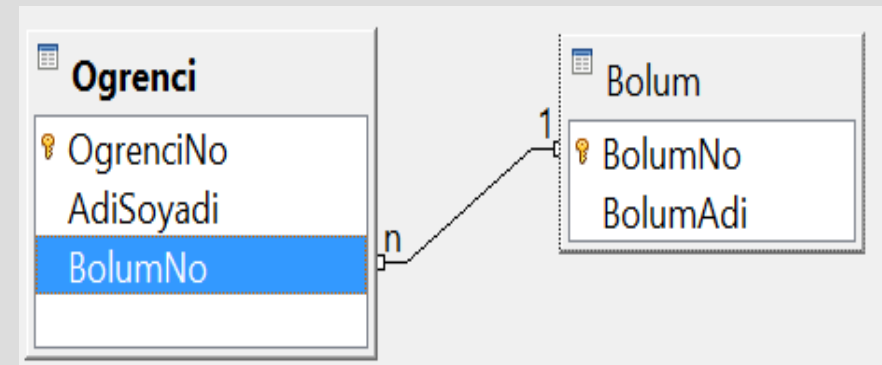 Ogrenci
OgrenciNo
AdiSoyadi
BolumNo
n
1
Bolum
BolumNo
BolumAdi